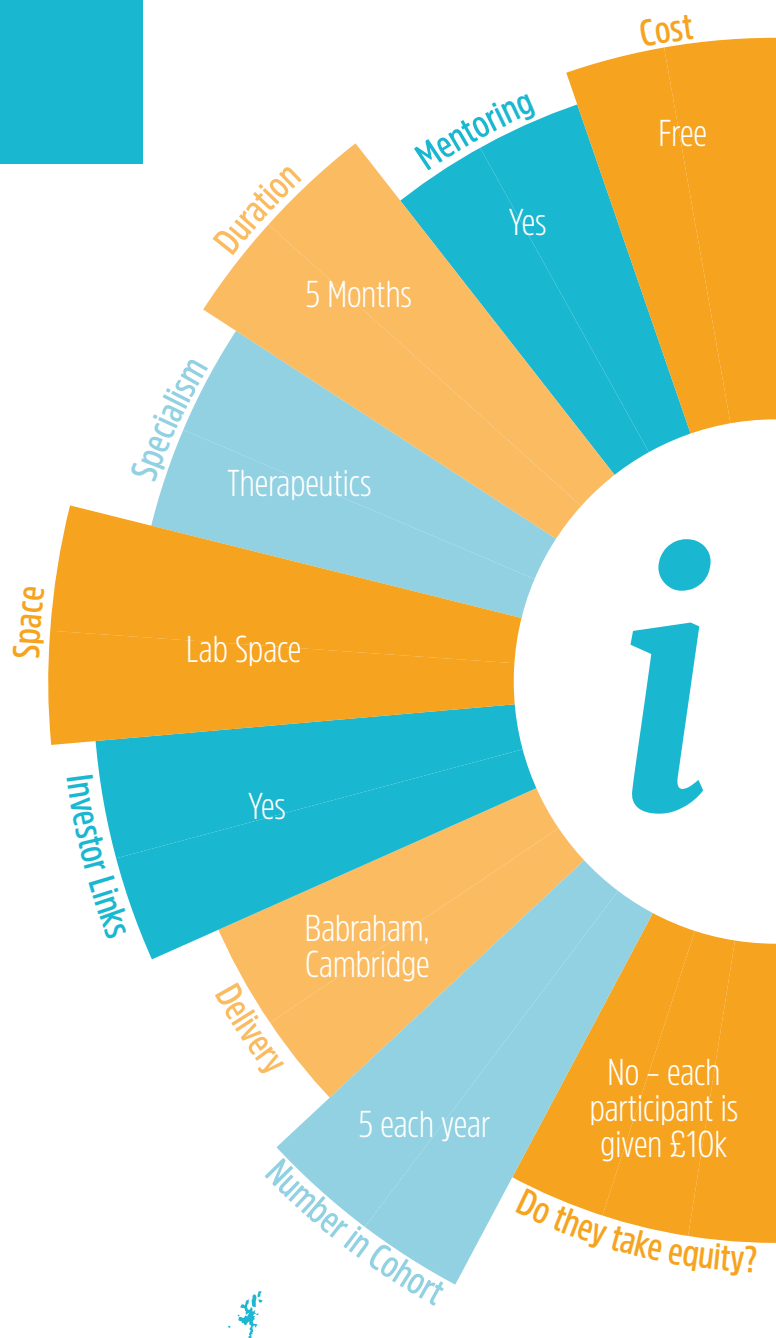 Cost
Free
Mentoring
Yes
Duration
5 Months
Specialism
Therapeutics
Space
Lab Space
Investor Links
Yes
Delivery
Babraham,
Cambridge
Number in Cohort
5 each year
Do they take equity?
No – each
participant is
given £10k
i